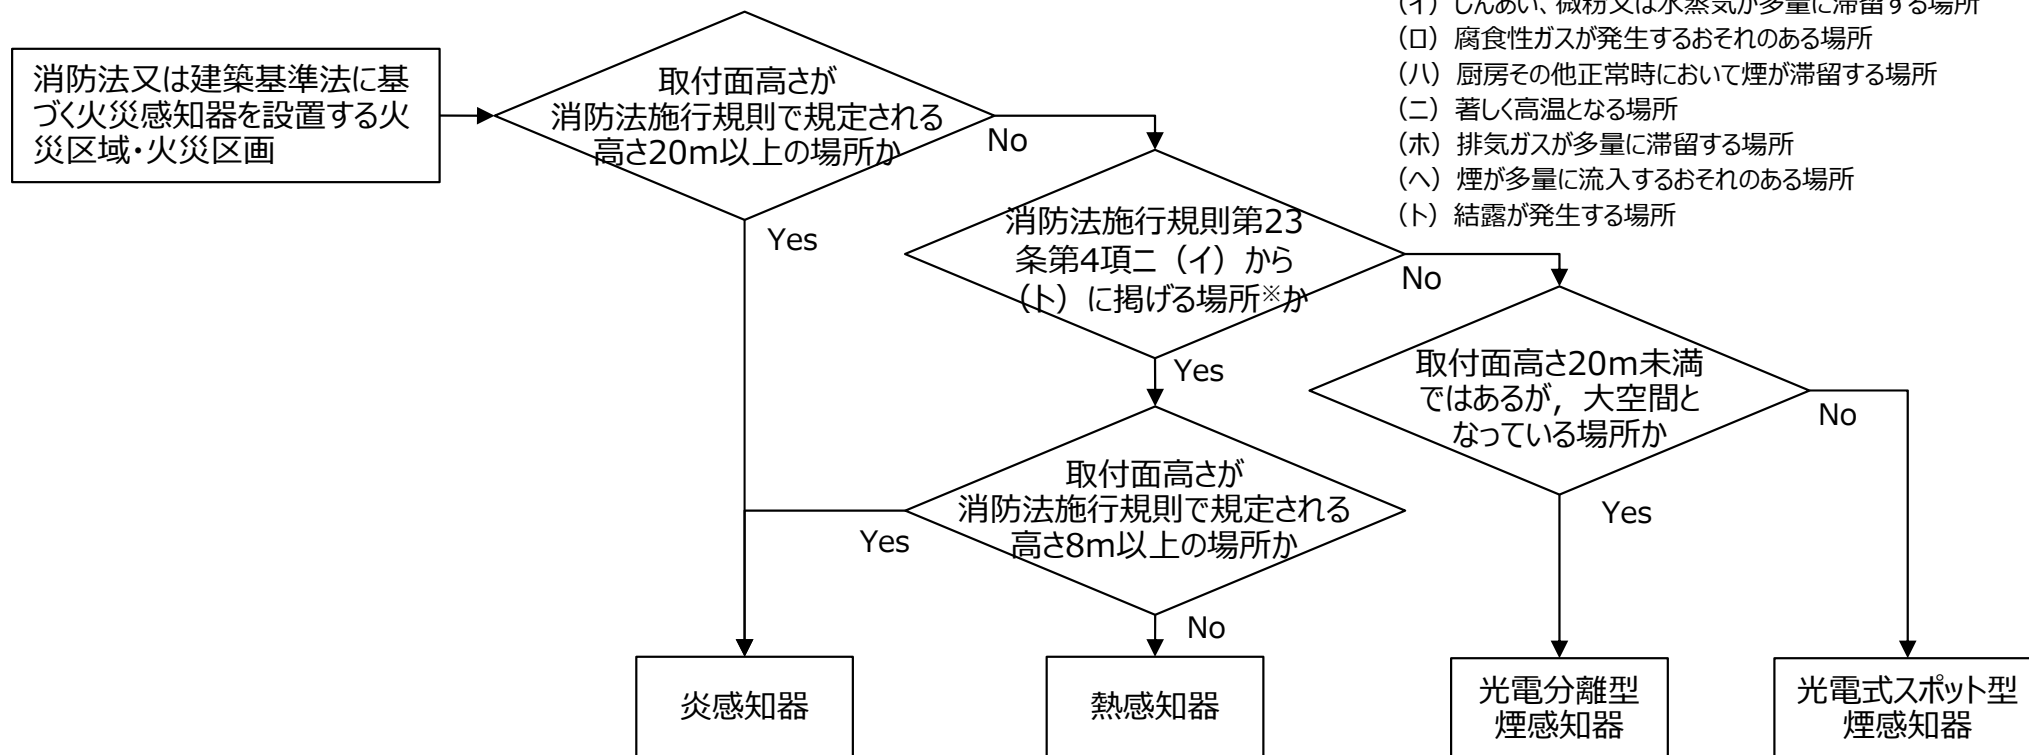 (イ) じんあい、微粉又は水蒸気が多量に滞留する場所
(ロ) 腐食性ガスが発生するおそれのある場所
(ハ) 厨房その他正常時において煙が滞留する場所
(ニ) 著しく高温となる場所
(ホ) 排気ガスが多量に滞留する場所
(ヘ) 煙が多量に流入するおそれのある場所
(ト) 結露が発生する場所
消防法又は建築基準法に基
づく火災感知器を設置する火
災区域・火災区画
取付面高さが
消防法施行規則で規定される
高さ20m以上の場所か
No
Yes
消防法施行規則第23
条第4項ニ（イ）から
（ト）に掲げる場所※か
No
Yes
取付面高さ20m未満
ではあるが，大空間と
なっている場所か
No
Yes
取付面高さが
消防法施行規則で規定される
高さ8m以上の場所か
Yes
No
炎感知器
熱感知器
光電分離型
煙感知器
光電式スポット型
煙感知器